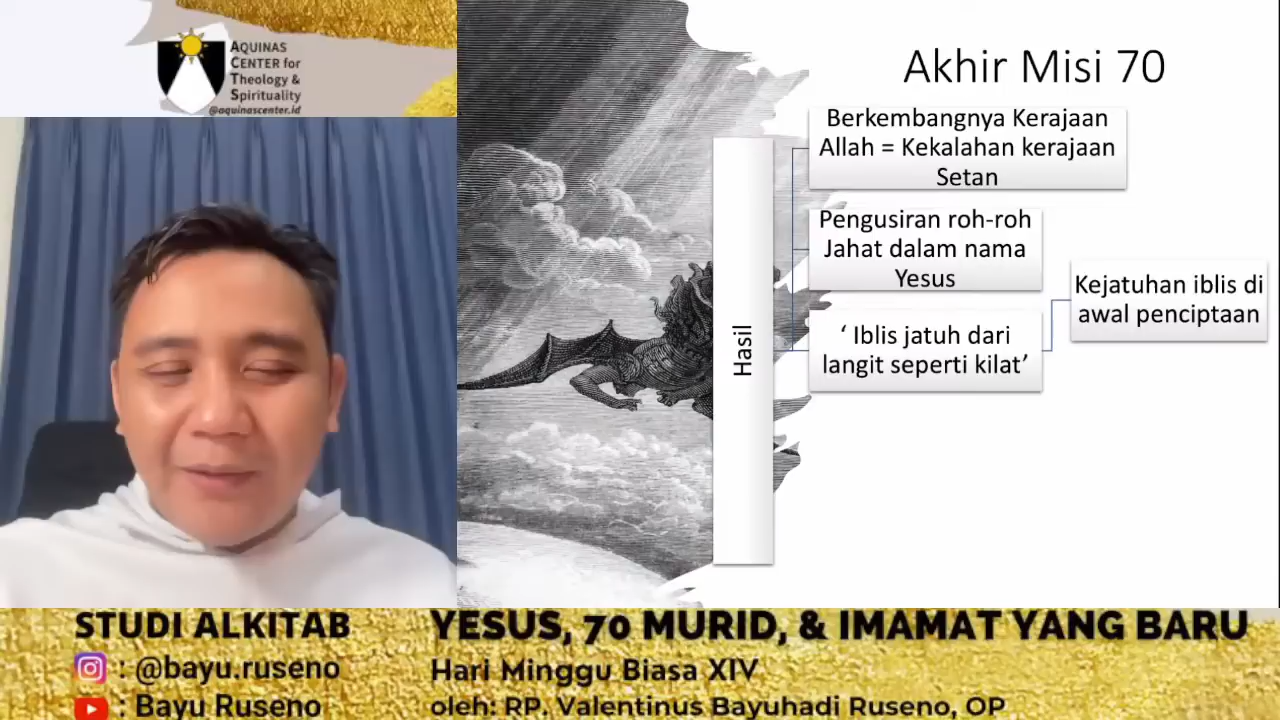 AQUINAS
CENTER for
Theology &
Spirituality
@aquinascenter.id
Akhir Misi 70
Berkembangnya Kerajaan
Allah = Kekalahan kerajaan
Setan
Pengusiran roh-roh
Jahat dalam nama
Yesus
Hasil
‘ Iblis jatuh dari
langit seperti kilat’
Kejatuhan iblis di
awal penciptaan
STUDI ALKITAB
: @bayu.ruseno
: Bayu Ruseno
YESUS, 70 MURID, & IMAMAT YANG BARU
Hari Minggu Biasa XIV
oleh: RP. Valentinus Bayuhadi Ruseno, OP